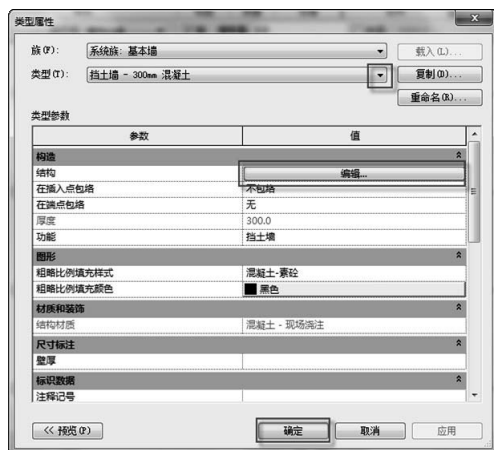 类型属性
族(F): 系统族: 基本墙 载入(L)...
类型(T): 挡土墙 - 300mm 混凝土 复制(D)...
重命名(R)...
类型参数
参数 值
构造
结构 编辑...
在插入点包络 不包络
在端点包络 无
厚度 300.0
功能 挡土墙
图形
粗略比例填充样式 混凝土-素砼
粗略比例填充颜色 黑色
材质和装饰
结构材质 混凝土 - 现场浇注
尺寸标注
壁厚
标识数据
注释记号
<< 预览(P) 确定 取消 应用